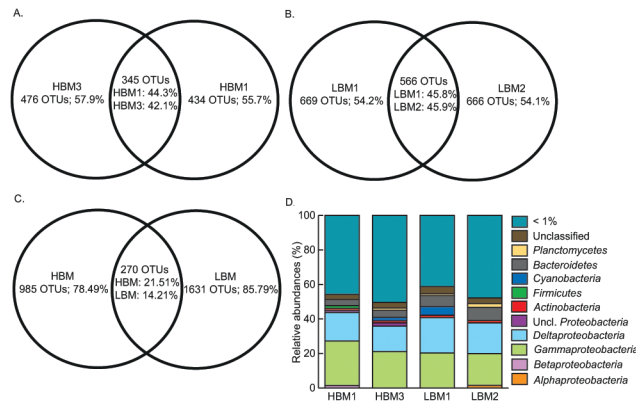 A.
HBM3
476 OTUs; 57.9%
345 OTUs
HBM1: 44.3%
HBM3: 42.1%
HBM1
434 OTUs; 55.7%
B.
LBM1
669 OTUs; 54.2%
566 OTUs
LBM1: 45.8%
LBM2: 45.9%
LBM2
666 OTUs; 54.1%
C.
HBM
985 OTUs; 78.49%
270 OTUs
HBM: 21.51%
LBM: 14.21%
LBM
1631 OTUs; 85.79%
D.
Relative abundances (%)
100
80
60
40
20
0
HBM1
HBM3
LBM1
LBM2
< 1%
Unclassified
Planctomycetes
Bacteroidetes
Cyanobacteria
Firmicutes
Actinobacteria
Uncl. Proteobacteria
Deltaproteobacteria
Gammaproteobacteria
Betaproteobacteria
Alphaproteobacteria